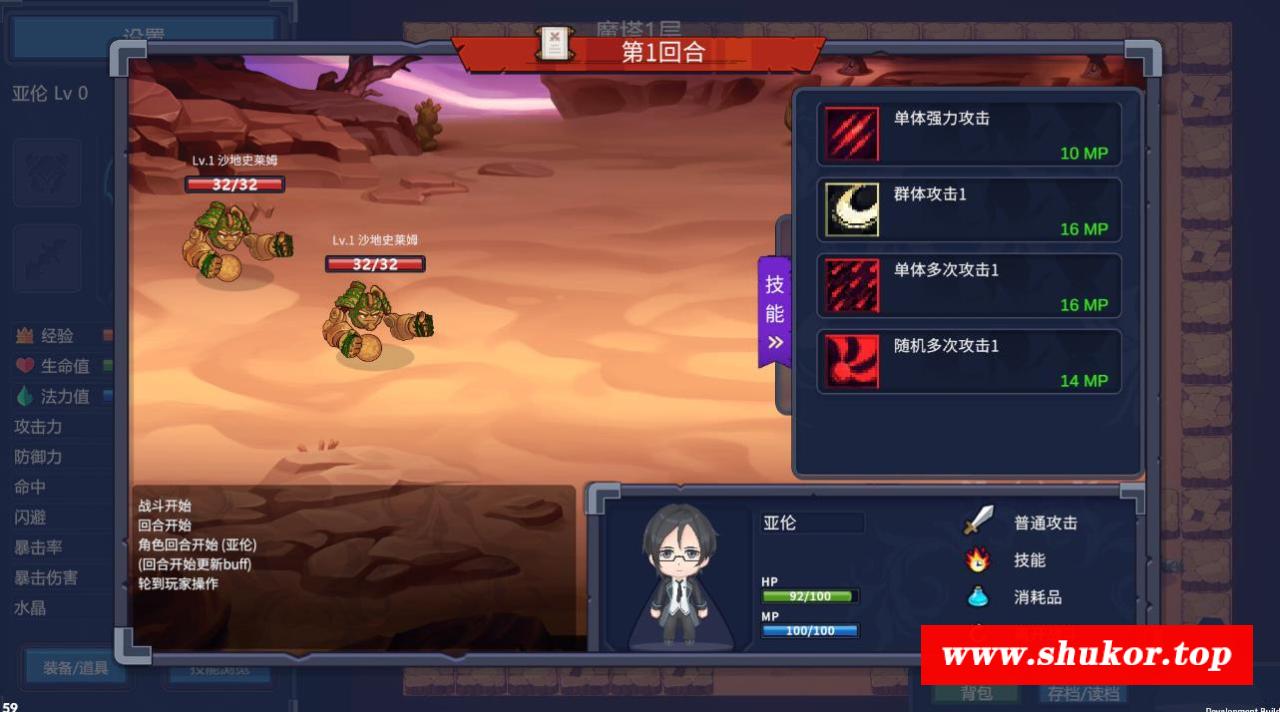 设置
魔塔1层
第1回合
亚伦 Lv 0
Lv.1 沙地史莱姆
32/32
Lv.1 沙地史莱姆
32/32
单体强力攻击
10 MP
群体攻击1
16 MP
单体多次攻击1
16 MP
随机多次攻击1
14 MP
技能
»
经验
生命值
法力值
攻击力
防御力
命中
闪避
暴击率
暴击伤害
水晶
战斗开始
回合开始
角色回合开始 (亚伦)
(回合开始更新buff)
轮到玩家操作
亚伦
HP
92/100
MP
100/100
普通攻击
技能
消耗品
www.shukor.top
装备/道具
背包
存档/读档
59
Development Build